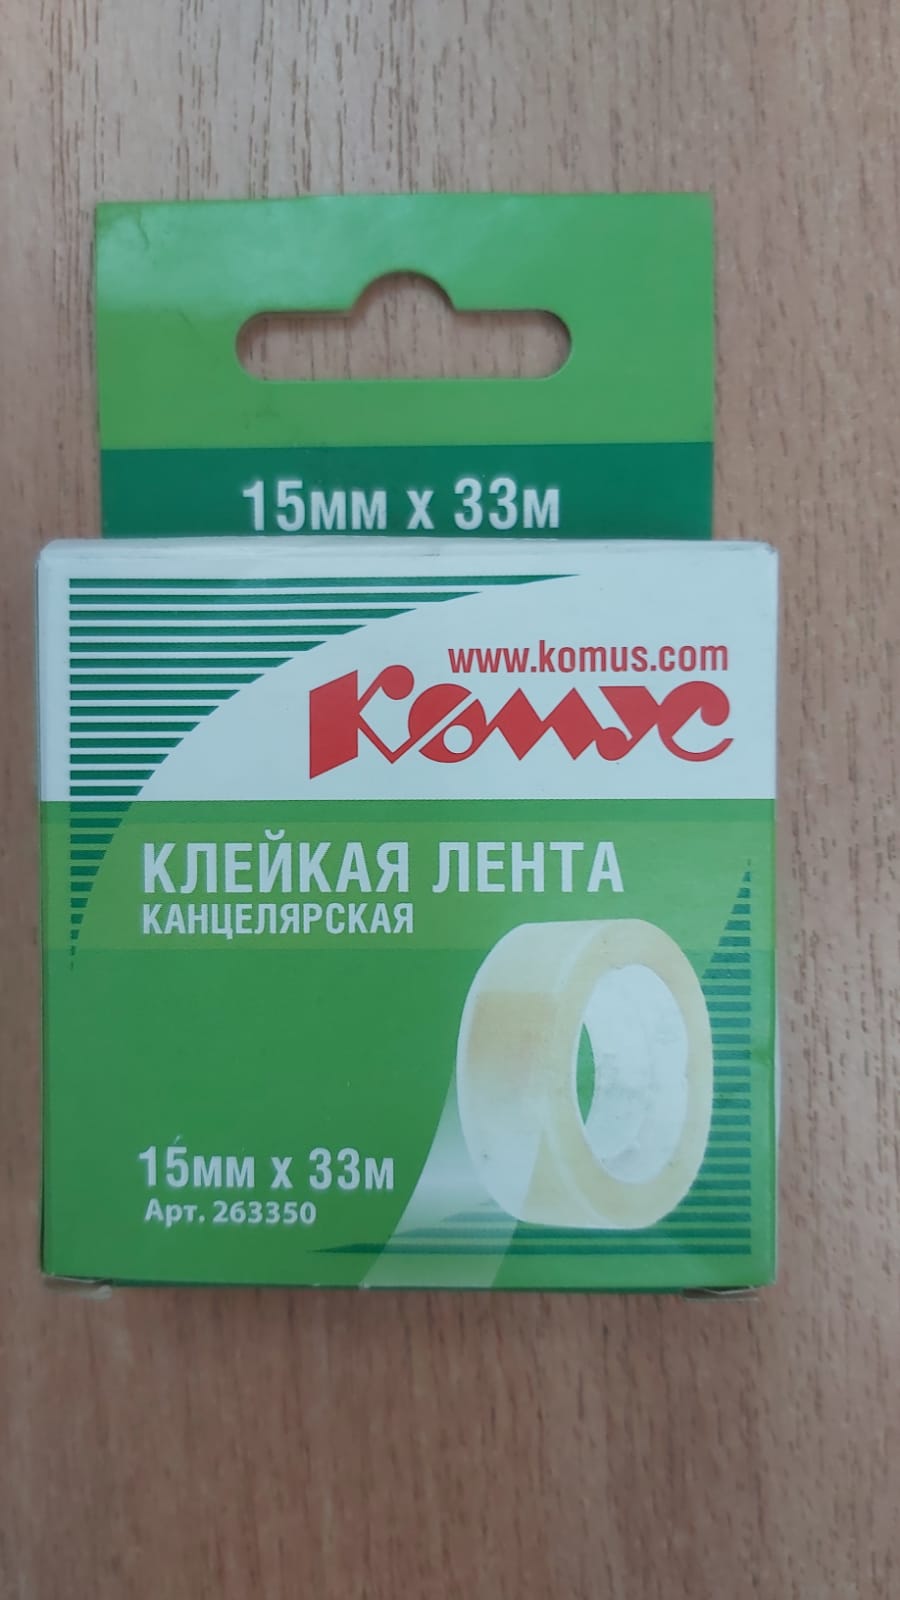 15мм х 33м
www.komus.com
Комус
КЛЕЙКАЯ ЛЕНТА
КАНЦЕЛЯРСКАЯ
15мм х 33м
Арт. 263350